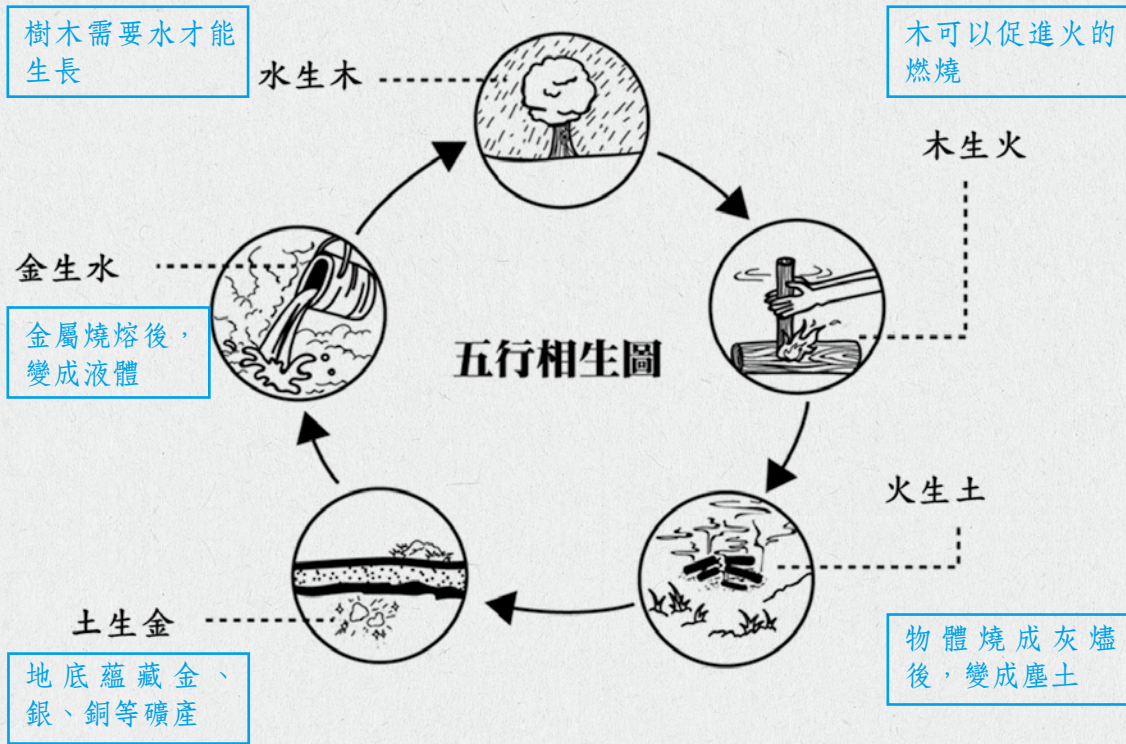 樹木需要水才能
生長
水生木
木可以促進火的
燃燒
木生火
金生水
金屬燒熔後，
變成液體
五行相生圖
火生土
物體燒成灰燼
後，變成塵土
土生金
地底蘊藏金、
銀、銅等礦產